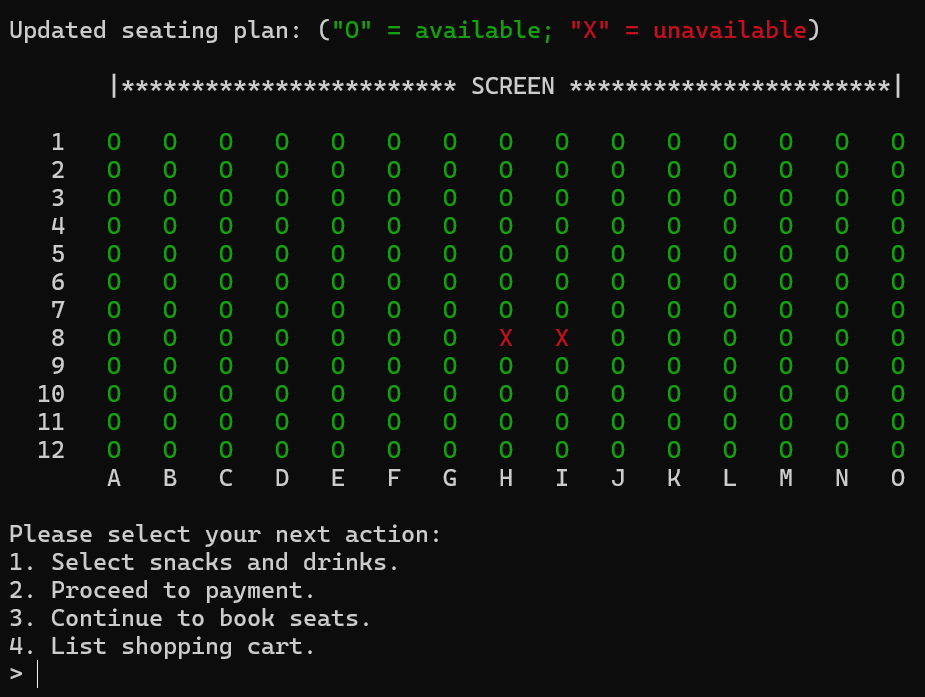 Updated seating plan: ("O" = available; "X" = unavailable)
|************************ SCREEN ***********************|
1 O O O O O O O O O O O O O O O
2 O O O O O O O O O O O O O O O
3 O O O O O O O O O O O O O O O
4 O O O O O O O O O O O O O O O
5 O O O O O O O O O O O O O O O
6 O O O O O O O O O O O O O O O
7 O O O O O O O O O O O O O O O
8 O O O O O O O X X O O O O O O
9 O O O O O O O O O O O O O O O
10 O O O O O O O O O O O O O O O
11 O O O O O O O O O O O O O O O
12 O O O O O O O O O O O O O O O
A B C D E F G H I J K L M N O
Please select your next action:
1. Select snacks and drinks.
2. Proceed to payment.
3. Continue to book seats.
4. List shopping cart.
>